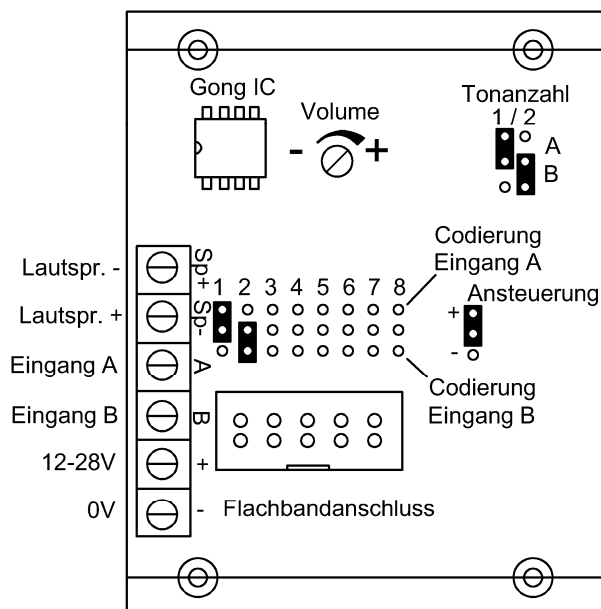 Gong IC
Volume
- +
Tonanzahl
1 / 2
A
B
Lautspr. -
Sp+
Lautspr. +
Sp-
Eingang A
A
Eingang B
B
12-28V
+
0V
-
1 2 3 4 5 6 7 8
Codierung
Eingang A
Ansteuerung
+
-
Codierung
Eingang B
Flachbandanschluss